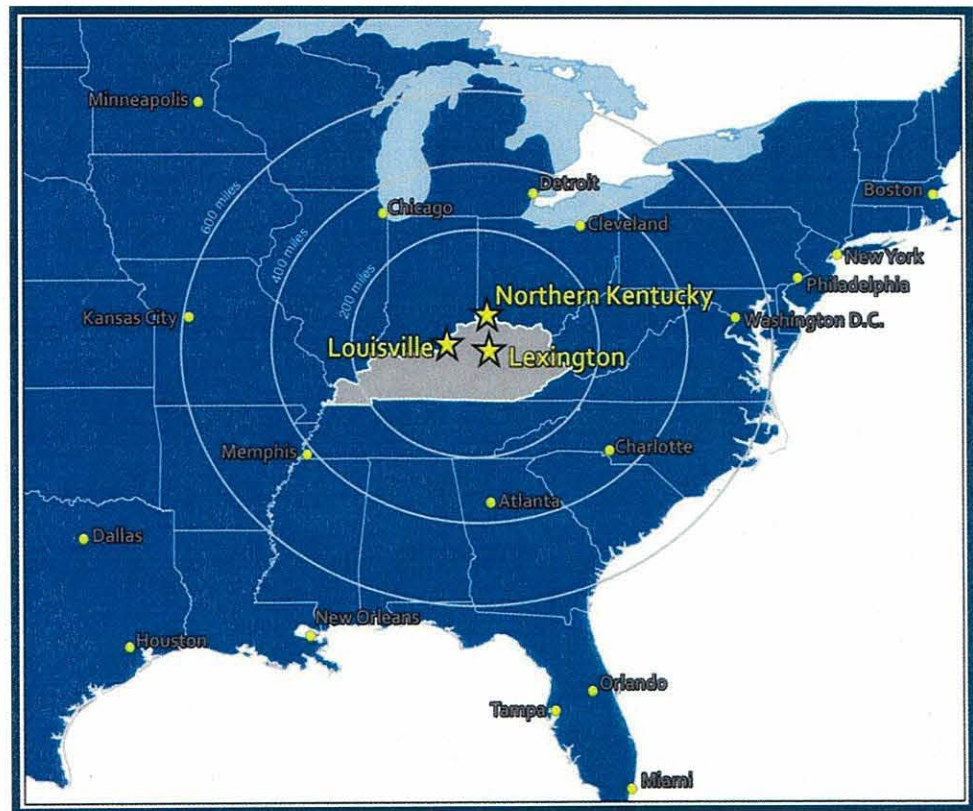 Minneapolis
Detroit
Boston
Chicago
Cleveland
600 miles
400 miles
200 miles
New York
Philadelphia
Northern Kentucky
Kansas City
Washington D.C.
Louisville
Lexington
Memphis
Charlotte
Atlanta
Dallas
New Orleans
Houston
Orlando
Tampa
Miami